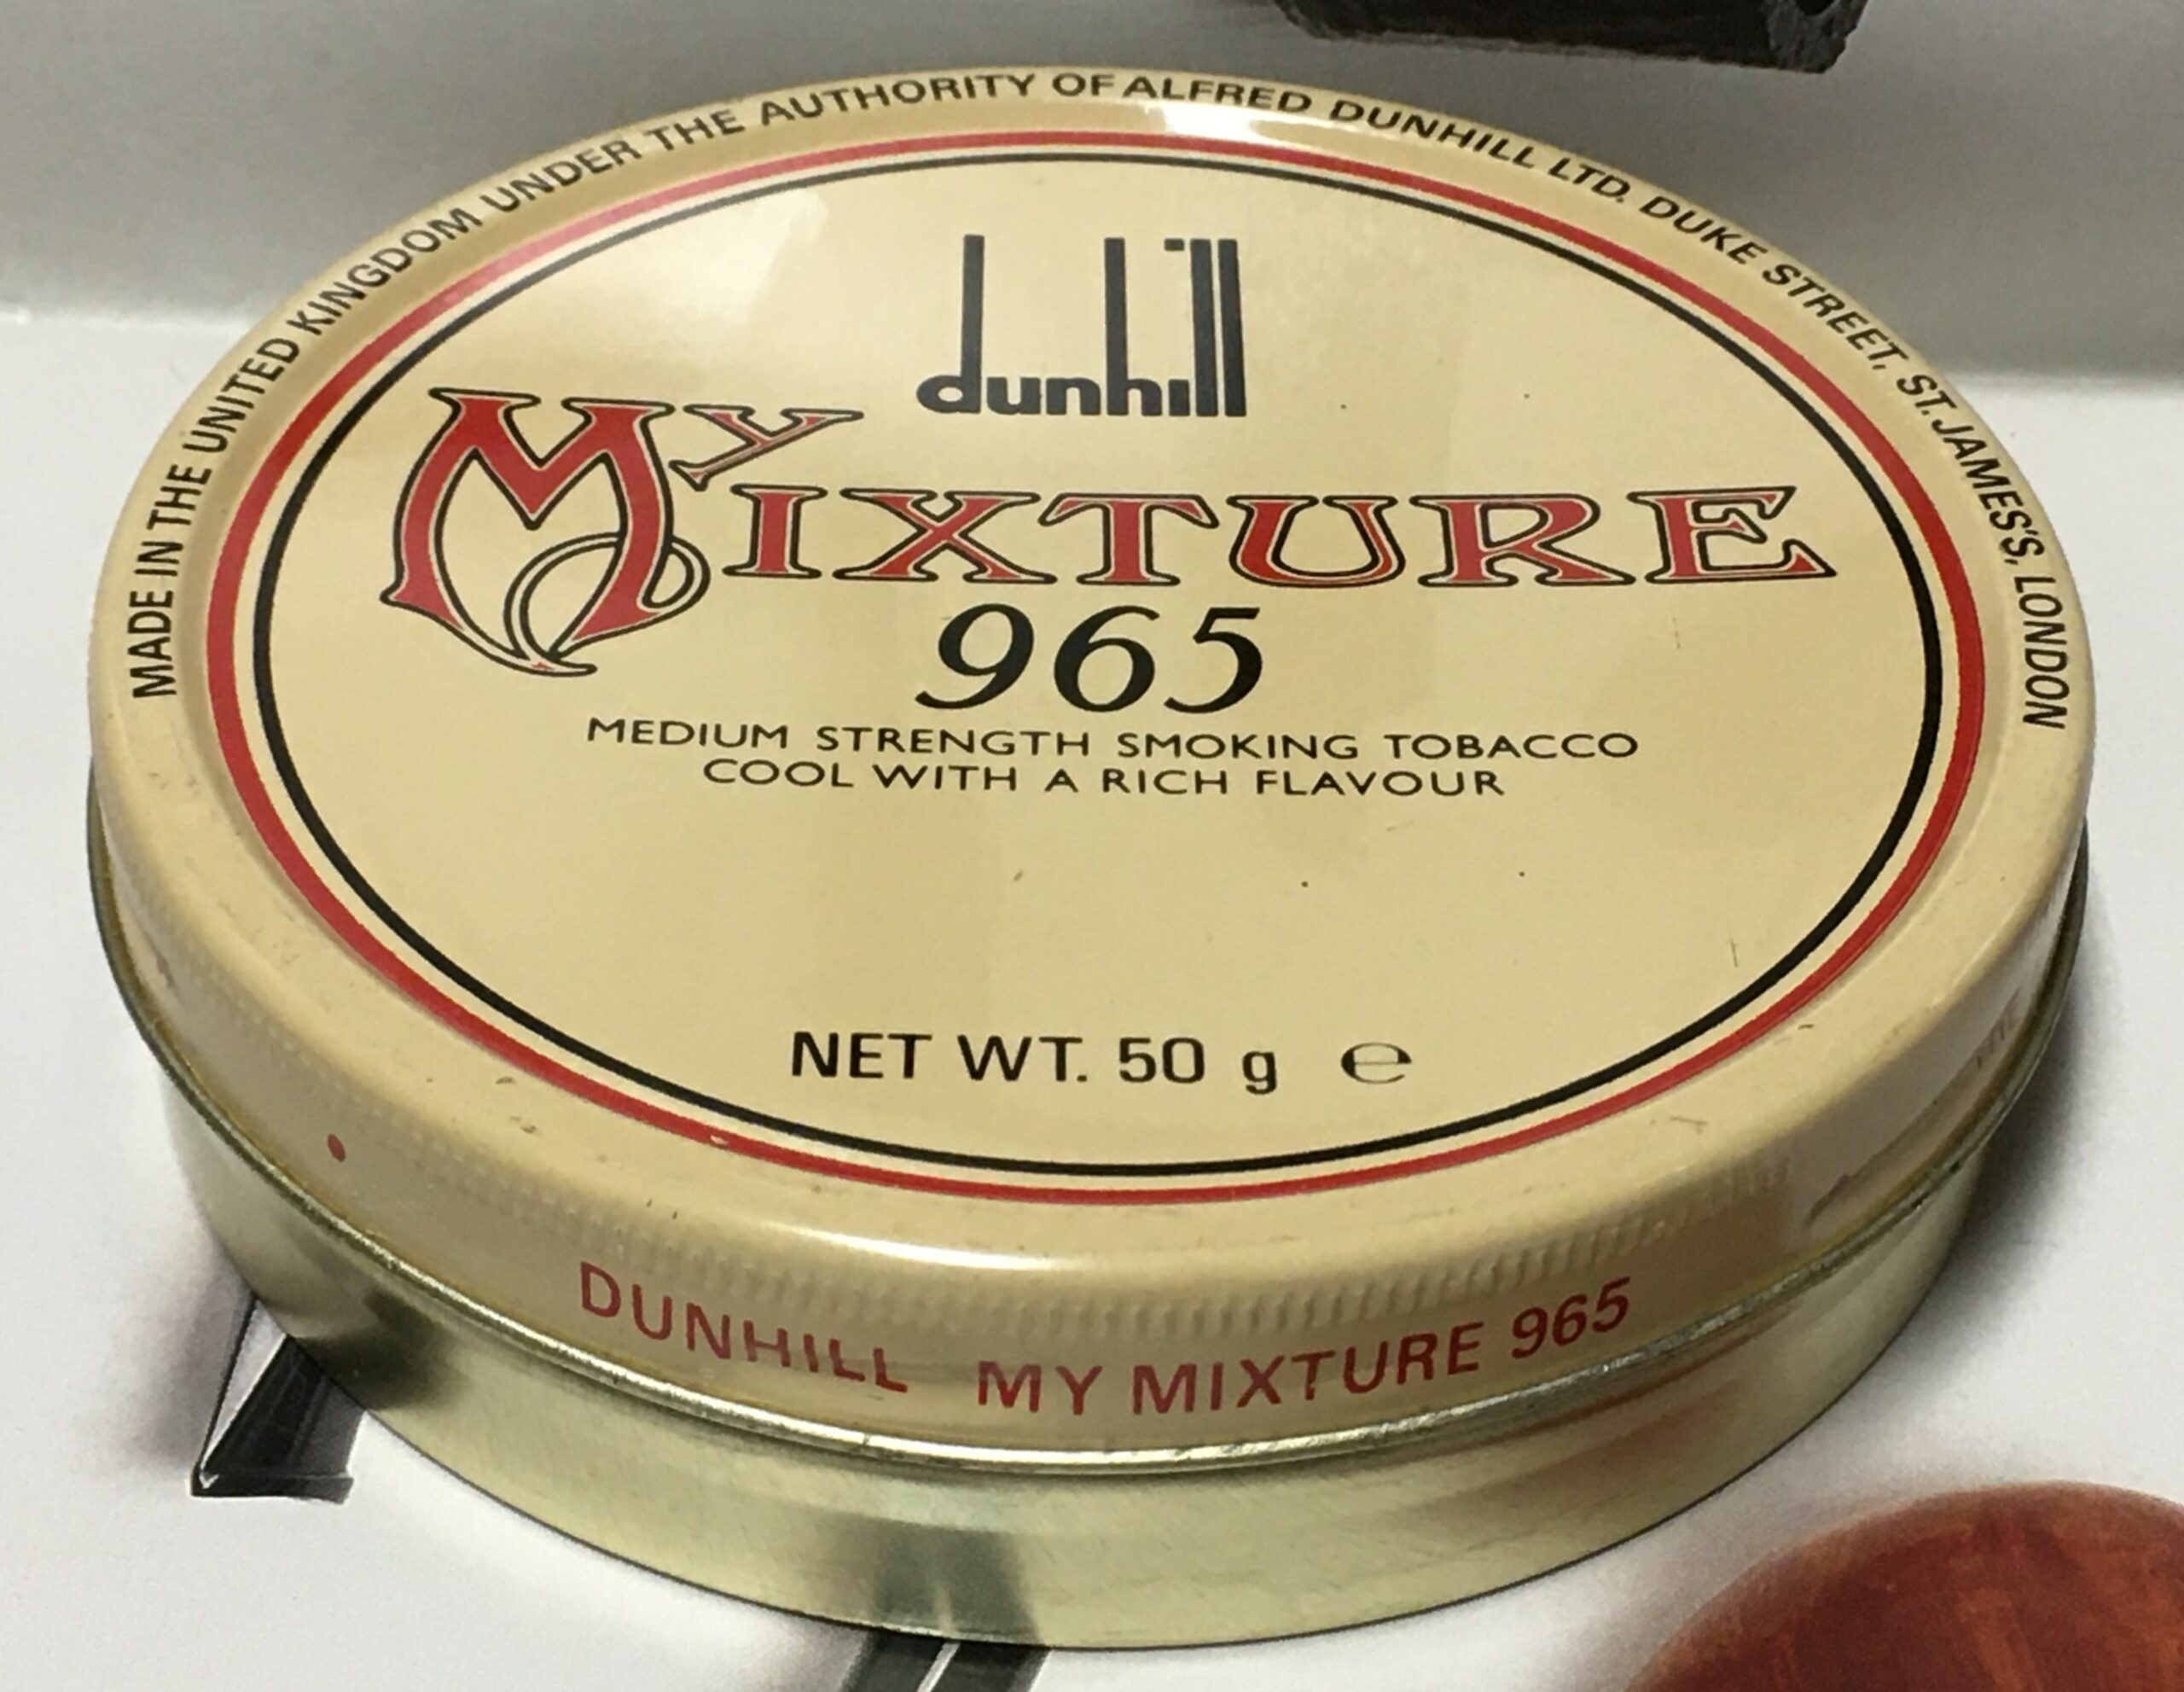 MADE IN THE UNITED KINGDOM UNDER THE AUTHORITY OF ALFRED DUNHILL LTD. DUKE STREET, ST. JAMES'S, LONDON
dunhill
MY MIXTURE
965
MEDIUM STRENGTH SMOKING TOBACCO
COOL WITH A RICH FLAVOUR
NET WT. 50 g e
DUNHILL MY MIXTURE 965